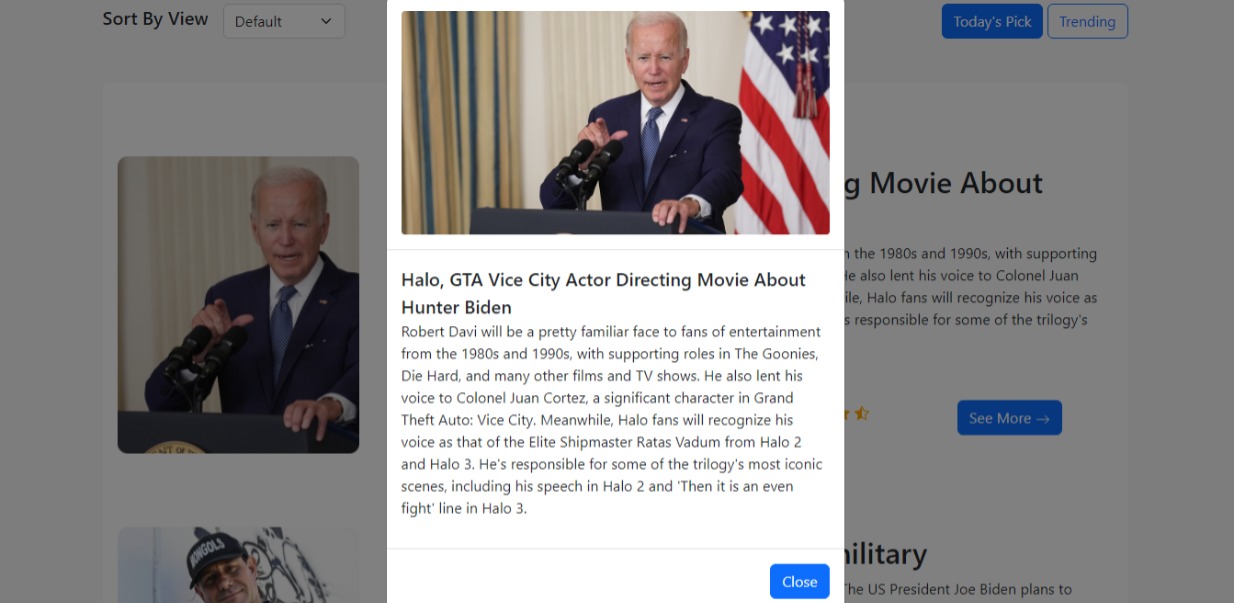 Sort By View
Default
Today's Pick
Trending
Halo, GTA Vice City Actor Directing Movie About
Hunter Biden
Robert Davi will be a pretty familiar face to fans of entertainment
from the 1980s and 1990s, with supporting roles in The Goonies,
Die Hard, and many other films and TV shows. He also lent his
voice to Colonel Juan Cortez, a significant character in Grand
Theft Auto: Vice City. Meanwhile, Halo fans will recognize his
voice as that of the Elite Shipmaster Ratas Vadum from Halo 2
and Halo 3. He's responsible for some of the trilogy's most iconic
scenes, including his speech in Halo 2 and 'Then it is an even
fight' line in Halo 3.
Close
g Movie About
the 1980s and 1990s, with supporting
He also lent his voice to Colonel Juan
ile, Halo fans will recognize his voice as
s responsible for some of the trilogy's
See More →
MONGOLS
military
The US President Joe Biden plans to